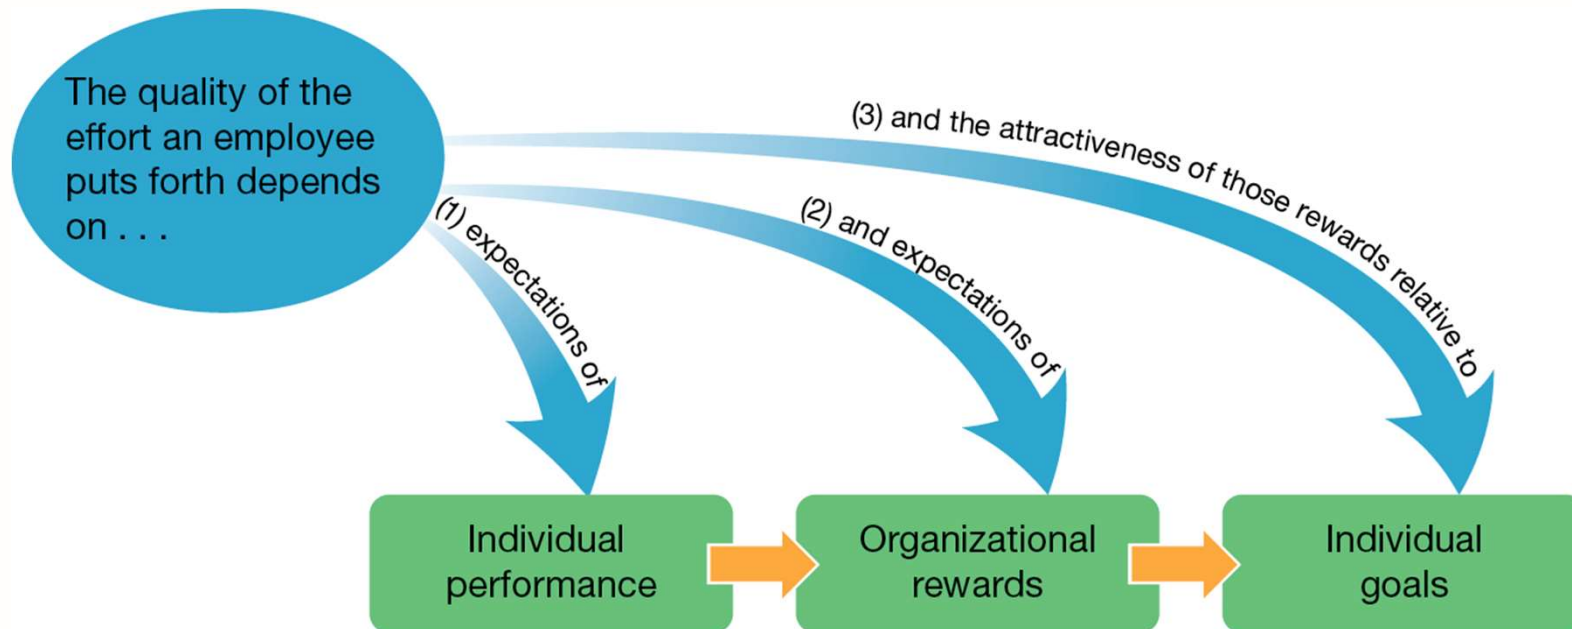 The quality of the
effort an employee
puts forth depends
on . . .
(1) expectations of
(2) and expectations of
(3) and the attractiveness of those rewards relative to
Individual
performance
Organizational
rewards
Individual
goals